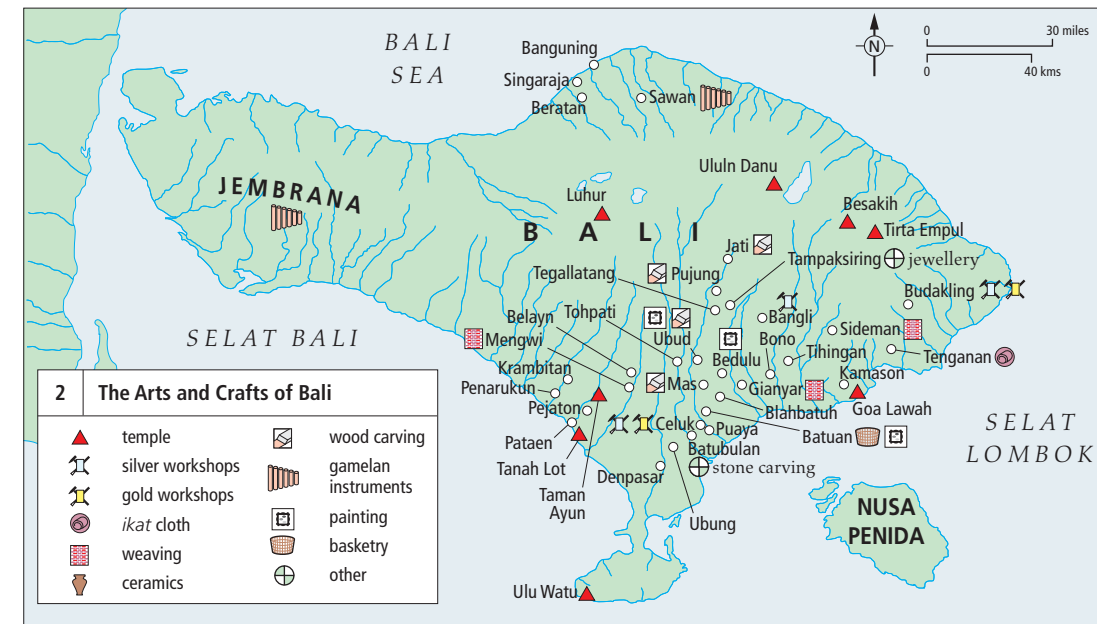 BALI
SEA
Banguning
Singaraja
Beratan
Sawan
N
0
30 miles
0
40 kms
JEMBRANA
Luhur
Ululn Danu
Besakih
Tirta Empul
BALI
Jati
Tampaksiring
jewellery
Tegallatang
Pujung
Budakling
Belayn
Tohpati
Bangli
SELAT BALI
Mengwi
Ubud
Bedulu
Bono
Sideman
Tihingan
Tenganan
Krambitan
Penarukun
Mas
Gianyar
Kamason
Pejaton
Blahbatuh
Goa Lawah
Celuk
Puaya
Batuan
Pataen
Batubulan
SELAT
LOMBOK
Tanah Lot
Denpasar
stone carving
Taman
Ayun
Ubung
NUSA
PENIDA
Ulu Watu
2 The Arts and Crafts of Bali
temple
silver workshops
gold workshops
ikat cloth
weaving
ceramics
wood carving
gamelan
instruments
painting
basketry
other